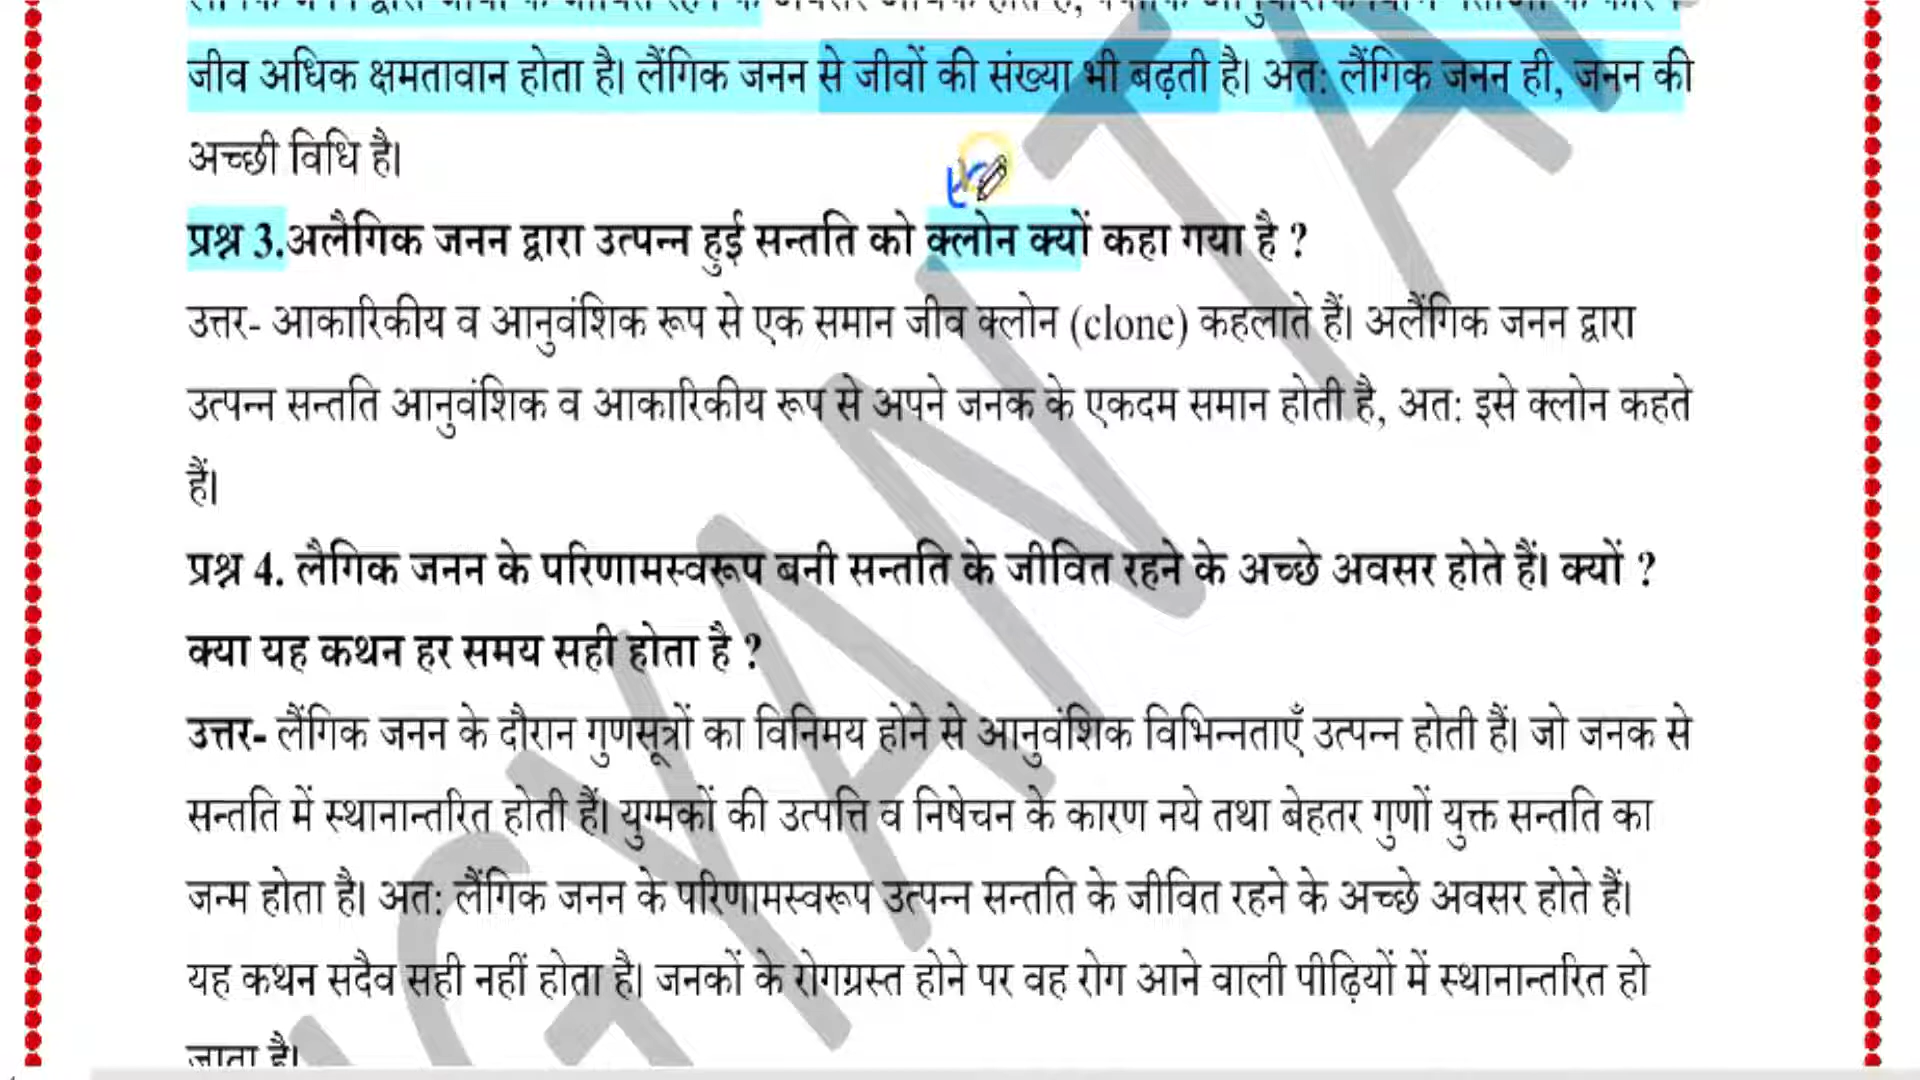 जीव अधिक क्षमतावान होता है। लैंगिक जनन से जीवों की संख्या भी बढ़ती है। अत: लैंगिक जनन ही, जनन की
अच्छी विधि है।
प्रश्न 3.अलैगिक जनन द्वारा उत्पन्न हुई सन्तति को क्लोन क्यों कहा गया है ?
उत्तर- आकारिकीय व आनुवंशिक रूप से एक समान जीव क्लोन (clone) कहलाते हैं। अलैंगिक जनन द्वारा
उत्पन्न सन्तति आनुवंशिक व आकारिकीय रूप से अपने जनक के एकदम समान होती है, अत: इसे क्लोन कहते
हैं।
प्रश्न 4. लैगिक जनन के परिणामस्वरूप बनी सन्तति के जीवित रहने के अच्छे अवसर होते हैं। क्यों ?
क्या यह कथन हर समय सही होता है ?
उत्तर- लैंगिक जनन के दौरान गुणसूत्रों का विनिमय होने से आनुवंशिक विभिन्नताएँ उत्पन्न होती हैं। जो जनक से
सन्तति में स्थानान्तरित होती हैं। युग्मकों की उत्पत्ति व निषेचन के कारण नये तथा बेहतर गुणों युक्त सन्तति का
जन्म होता है। अत: लैंगिक जनन के परिणामस्वरूप उत्पन्न सन्तति के जीवित रहने के अच्छे अवसर होते हैं।
यह कथन सदैव सही नहीं होता है। जनकों के रोगग्रस्त होने पर वह रोग आने वाली पीढ़ियों में स्थानान्तरित हो
जाता है।